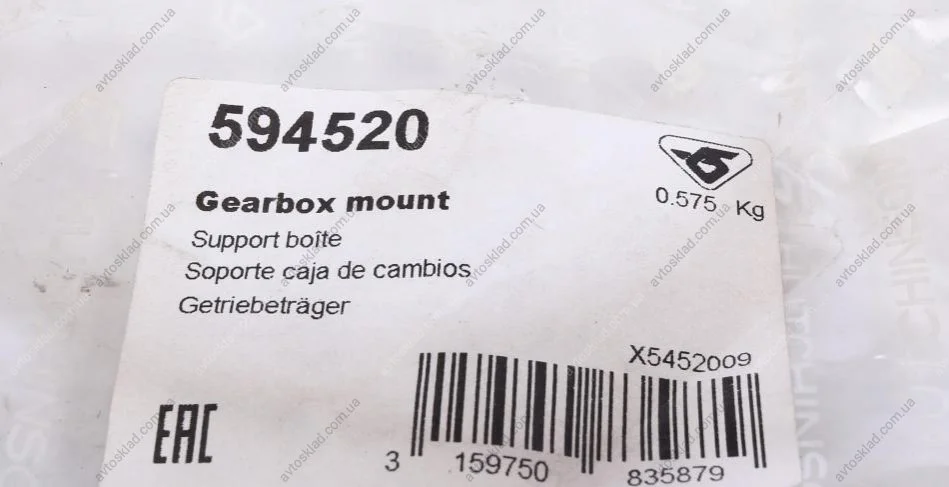 594520
0.575 Kg
Gearbox mount
Support boîte
Soporte caja de cambios
Getriebeträger
X5452009
EAC
3 159750 835879
avtosklad.com.ua